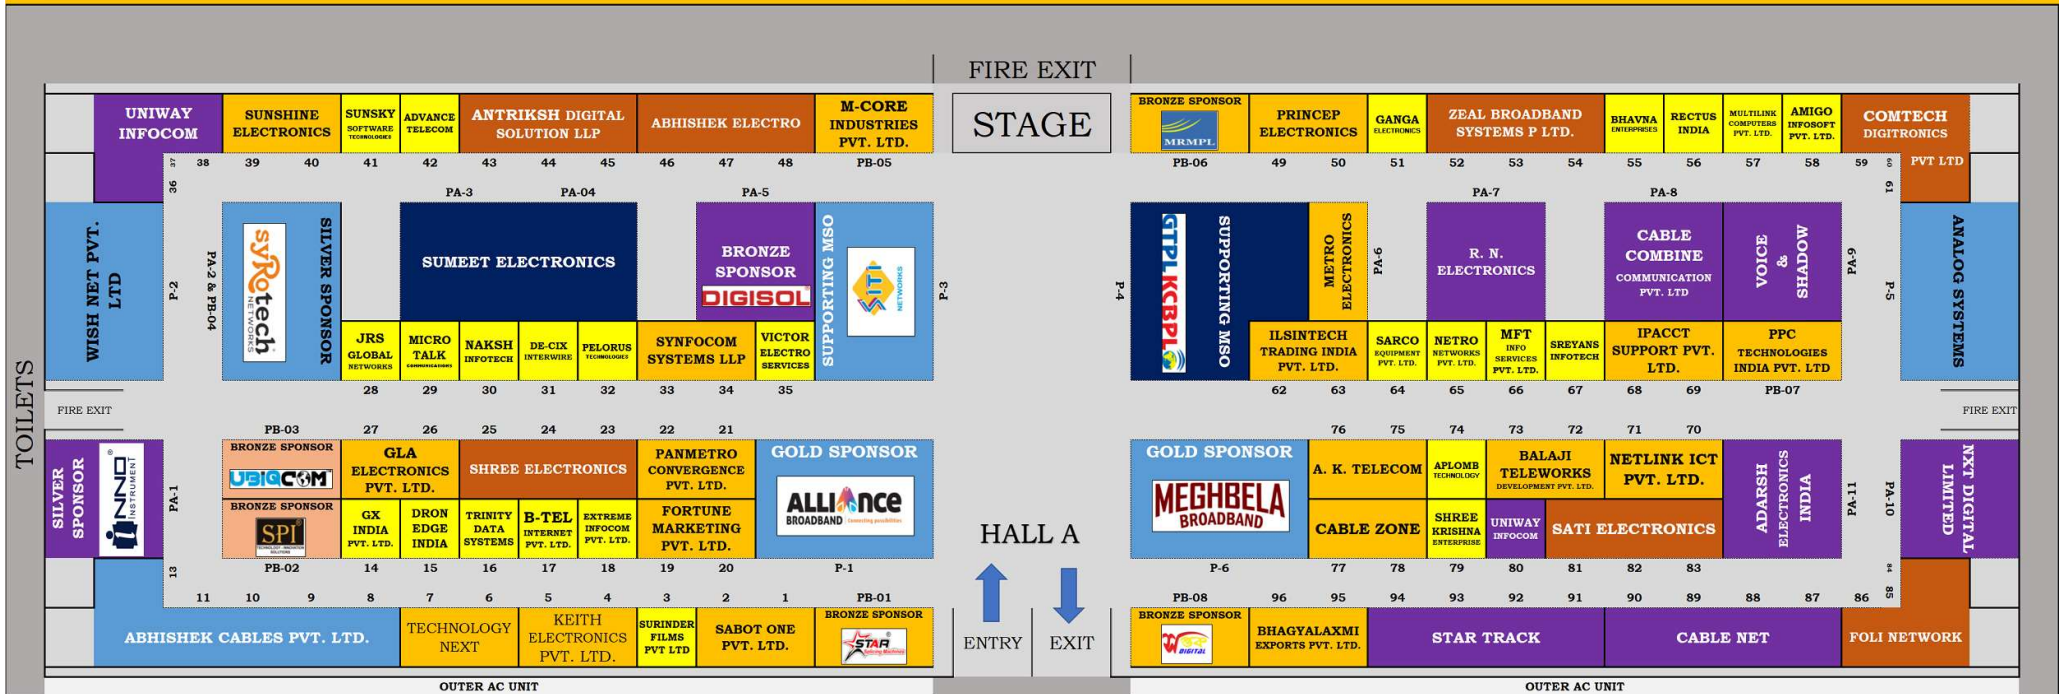 FIRE EXIT
STAGE
UNIWAY
INFOCOM
SUNSHINE
ELECTRONICS
SUNSKY
SOFTWARE
TECHNOLOGIES
ADVANCE
TELECOM
ANTRIKSH DIGITAL
SOLUTION LLP
ABHISHEK ELECTRO
M-CORE
INDUSTRIES
PVT. LTD.
BRONZE SPONSOR
MRMPL
PRINCEP
ELECTRONICS
GANGA
ELECTRONICS
ZEAL BROADBAND
SYSTEMS P LTD.
BHAVNA
ENTERPRISES
RECTUS
INDIA
MULTILINK
COMPUTERS
PVT. LTD.
AMIGO
INFOSOFT
PVT. LTD.
COMTECH
DIGITRONICS
PVT LTD
36 37 38 39 40 41 42 43 44 45 46 47 48 PB-05
PB-06 49 50 51 52 53 54 55 56 57 58 59 60 61
PA-3 PA-04 PA-5
PA-7 PA-8
WISH NET PVT.
LTD
P-2
PA-2 & PB-04
syRotech
NETWORKS
SILVER SPONSOR
SUMEET ELECTRONICS
BRONZE
SPONSOR
DIGISOL
SUPPORTING MSO
SITI
NETWORKS
P-3
P-4
GTPLKCBPL
SUPPORTING MSO
METRO
ELECTRONICS
PA-6
R. N.
ELECTRONICS
CABLE
COMBINE
COMMUNICATION
PVT. LTD
VOICE
&
SHADOW
PA-9
P-5
ANALOG SYSTEMS
JRS
GLOBAL
NETWORKS
MICRO
TALK
COMMUNICATIONS
NAKSH
INFOTECH
DE-CIX
INTERWIRE
PELORUS
TECHNOLOGIES
SYNFOCOM
SYSTEMS LLP
VICTOR
ELECTRO
SERVICES
ILSINTECH
TRADING INDIA
PVT. LTD.
SARCO
EQUIPMENT
PVT. LTD.
NETRO
NETWORKS
PVT. LTD.
MFT
INFO
SERVICES
PVT. LTD.
SREYANS
INFOTECH
IPACCT
SUPPORT PVT.
LTD.
PPC
TECHNOLOGIES
INDIA PVT. LTD
28 29 30 31 32 33 34 35
62 63 64 65 66 67 68 69 PB-07
TOILETS
FIRE EXIT
FIRE EXIT
PB-03 27 26 25 24 23 22 21
76 75 74 73 72 71 70
SILVER
SPONSOR
iNNO
INSTRUMENT
PA-1
BRONZE SPONSOR
UBIQCOM
BRONZE SPONSOR
SPI
GLA
ELECTRONICS
PVT. LTD.
SHREE ELECTRONICS
PANMETRO
CONVERGENCE
PVT. LTD.
GOLD SPONSOR
ALLIANCE
BROADBAND Connecting possibilities
GX
INDIA
PVT. LTD.
DRON
EDGE
INDIA
TRINITY
DATA
SYSTEMS
B-TEL
INTERNET
PVT. LTD.
EXTREME
INFOCOM
PVT. LTD.
FORTUNE
MARKETING
PVT. LTD.
HALL A
GOLD SPONSOR
MEGHBELA
BROADBAND
A. K. TELECOM
APLOMB
TECHNOLOGY
BALAJI
TELEWORKS
DEVELOPMENT PVT. LTD.
NETLINK ICT
PVT. LTD.
CABLE ZONE
SHREE
KRISHNA
ENTERPRISE
UNIWAY
INFOCOM
SATI ELECTRONICS
ADARSH
ELECTRONICS
INDIA
PA-11
PA-10
NXT DIGITAL
LIMITED
13 PB-02 14 15 16 17 18 19 20 P-1
P-6 77 78 79 80 81 82 83 84
11 10 9 8 7 6 5 4 3 2 1 PB-01
PB-08 96 95 94 93 92 91 90 89 88 87 86 85
ABHISHEK CABLES PVT. LTD.
TECHNOLOGY
NEXT
KEITH
ELECTRONICS
PVT. LTD.
SURINDER
FILMS
PVT LTD
SABOT ONE
PVT. LTD.
BRONZE SPONSOR
STAR
ENTRY
EXIT
BRONZE SPONSOR
DIGITAL
BHAGYALAXMI
EXPORTS PVT. LTD.
STAR TRACK
CABLE NET
FOLI NETWORK
OUTER AC UNIT
OUTER AC UNIT